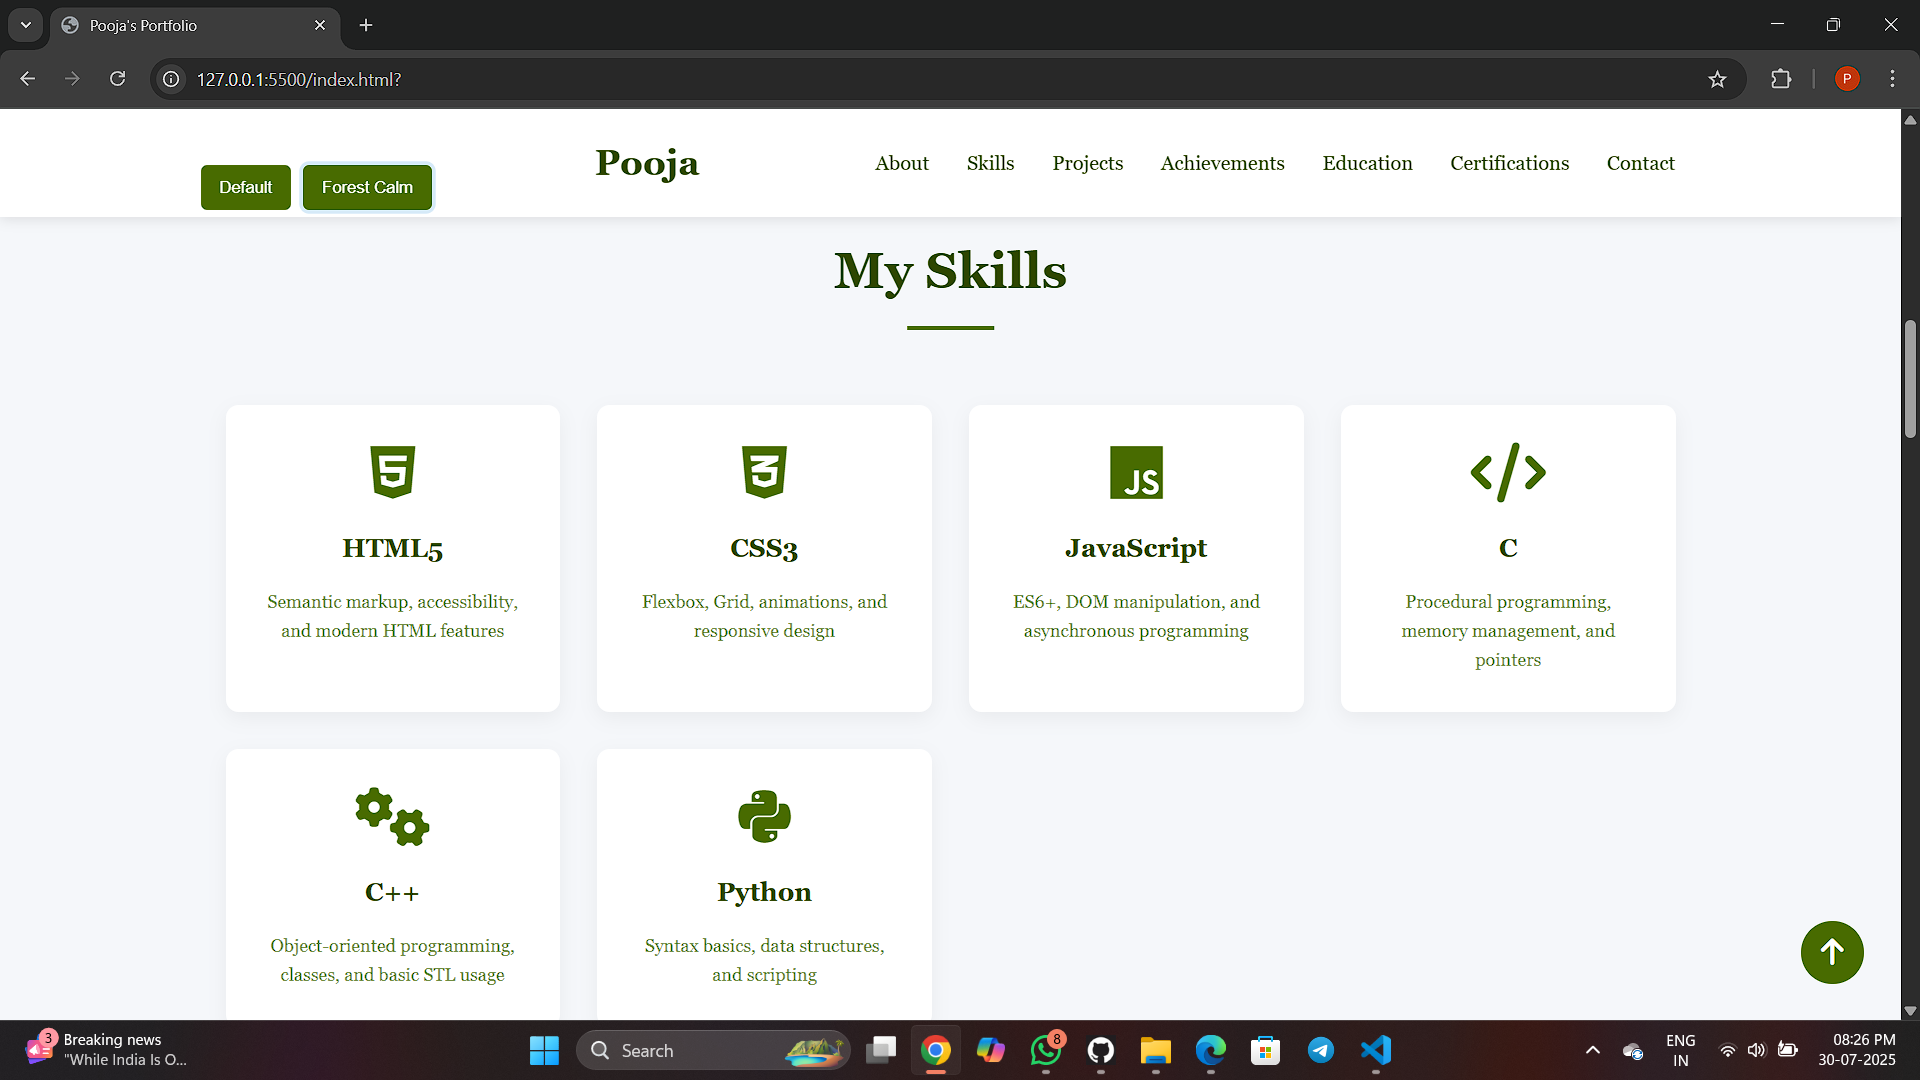 Pooja's Portfolio
127.0.0.1:5500/index.html?
P
Default
Forest Calm
Pooja
About
Skills
Projects
Achievements
Education
Certifications
Contact
My Skills
5
3
JS
</>
HTML5
CSS3
JavaScript
C
Semantic markup, accessibility,
and modern HTML features
Flexbox, Grid, animations, and
responsive design
ES6+, DOM manipulation, and
asynchronous programming
Procedural programming,
memory management, and
pointers
C++
Python
Object-oriented programming,
classes, and basic STL usage
Syntax basics, data structures,
and scripting
3
Breaking news
"While India Is O...
Search
8
ENG
IN
08:26 PM
30-07-2025